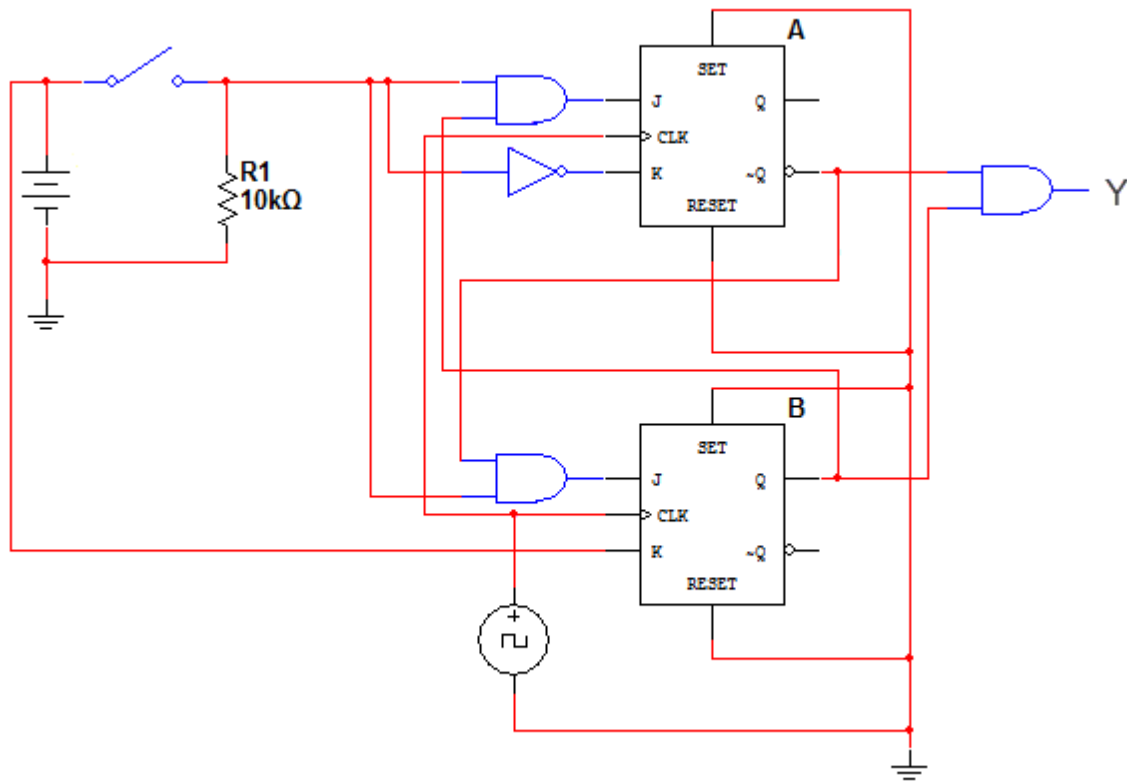 A
SET
J
Q
CLK
K
~Q
RESET
R1
10kΩ
Y
B
SET
J
Q
CLK
K
~Q
RESET
+